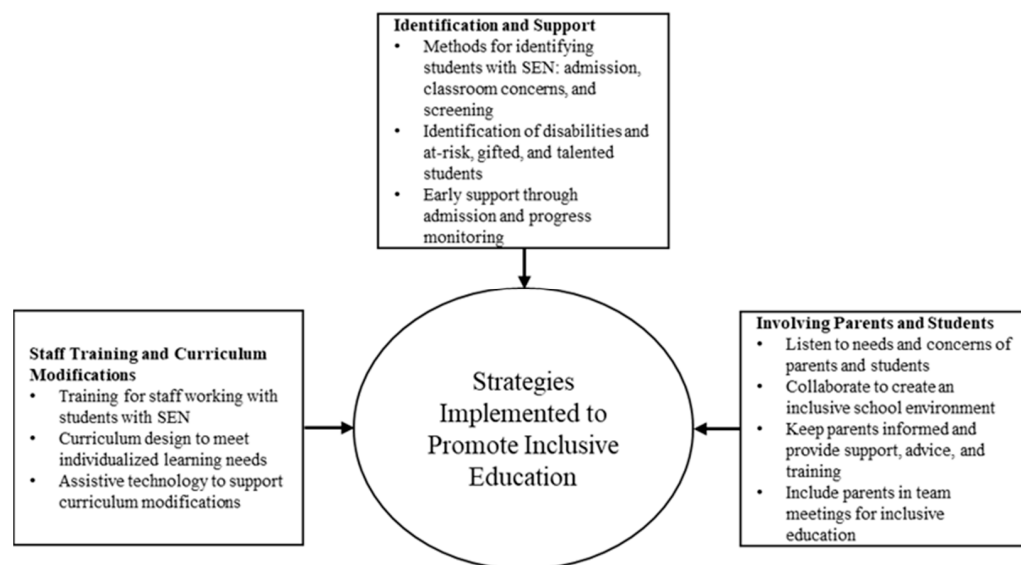 Identification and Support
• Methods for identifying
students with SEN: admission,
classroom concerns, and
screening
• Identification of disabilities and
at-risk, gifted, and talented
students
• Early support through
admission and progress
monitoring
Staff Training and Curriculum
Modifications
• Training for staff working with
students with SEN
• Curriculum design to meet
individualized learning needs
• Assistive technology to support
curriculum modifications
Strategies
Implemented to
Promote Inclusive
Education
Involving Parents and Students
• Listen to needs and concerns of
parents and students
• Collaborate to create an
inclusive school environment
• Keep parents informed and
provide support, advice, and
training
• Include parents in team
meetings for inclusive
education